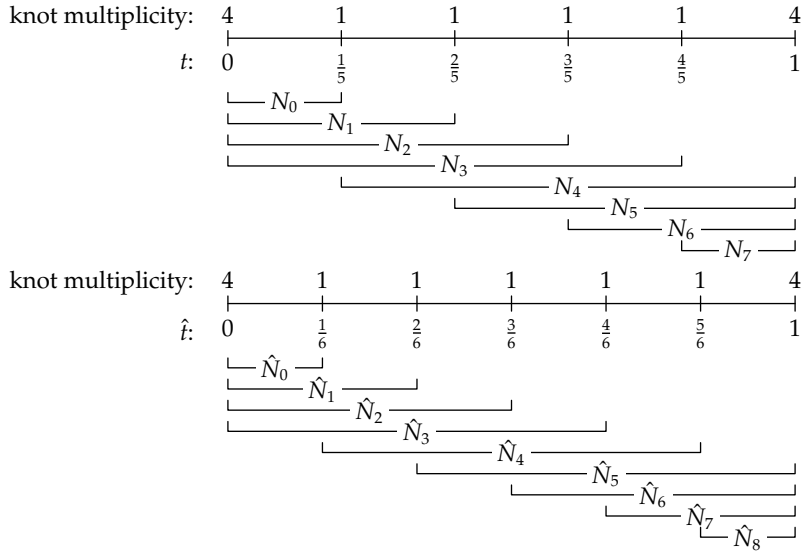 knot multiplicity: 4 1 1 1 1 4
t: 0 1/5 2/5 3/5 4/5 1
N₀
N₁
N₂
N₃
N₄
N₅
N₆
N₇
knot multiplicity: 4 1 1 1 1 1 4
t̂: 0 1/6 2/6 3/6 4/6 5/6 1
N̂₀
N̂₁
N̂₂
N̂₃
N̂₄
N̂₅
N̂₆
N̂₇
N̂₈